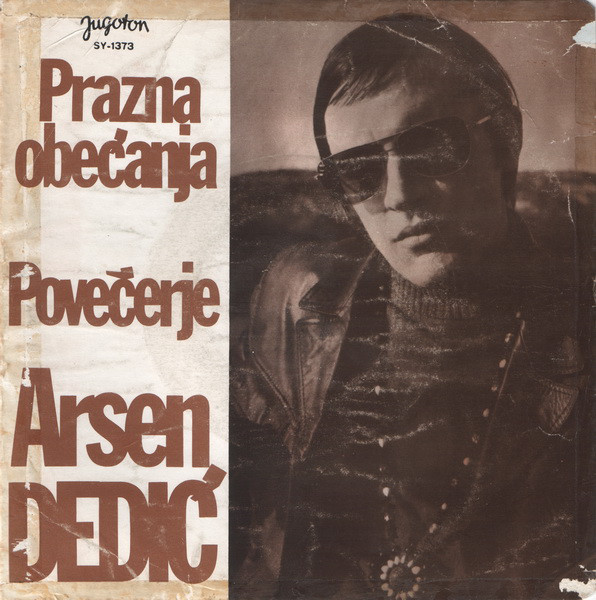 Jugoton
SY-1373
Prazna
obećanja
Povečerje
Arsen
DEDIĆ